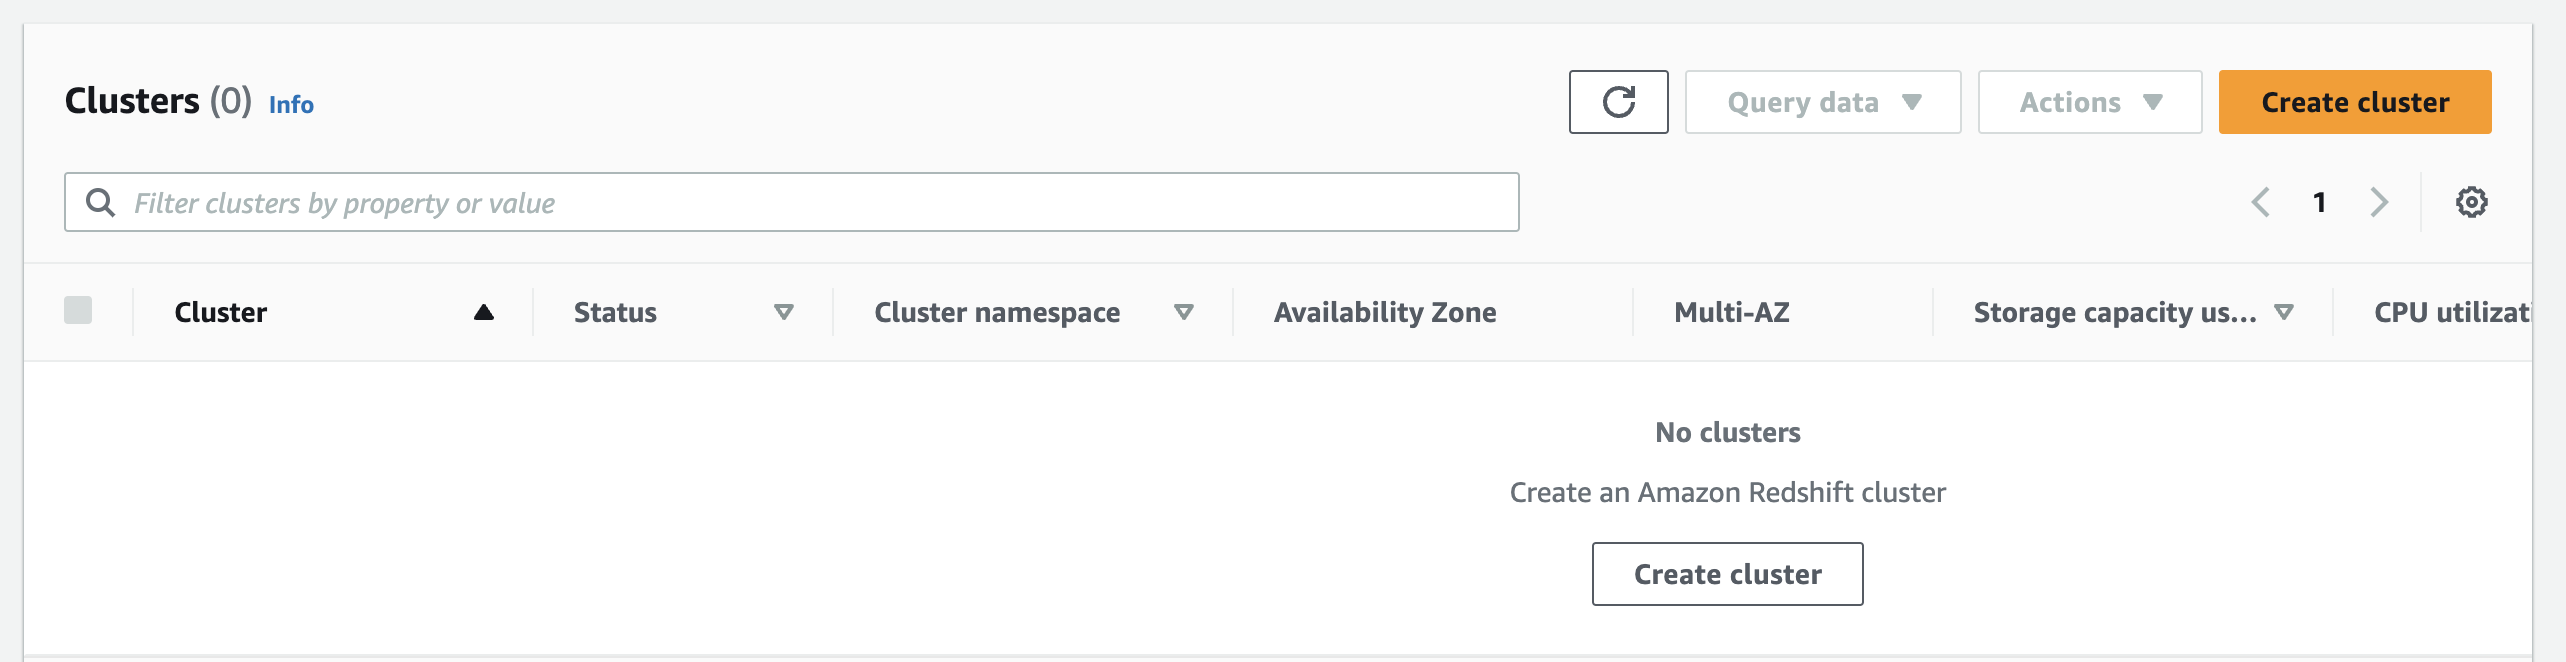 Clusters (0) Info
Query data
Actions
Create cluster
Filter clusters by property or value
1
Cluster
Status
Cluster namespace
Availability Zone
Multi-AZ
Storage capacity us...
CPU utilizati
No clusters
Create an Amazon Redshift cluster
Create cluster